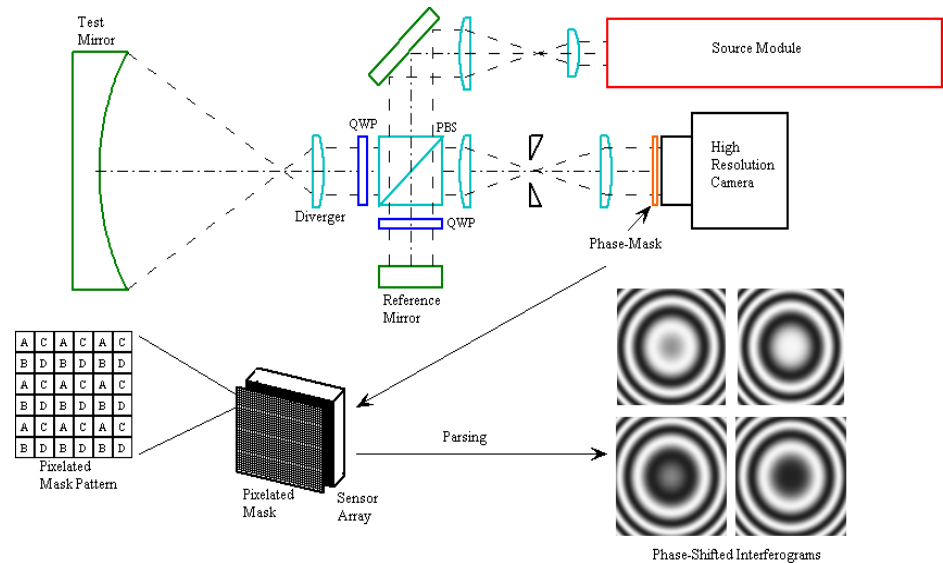 Test
Mirror
Source Module
QWP
PBS
High
Resolution
Camera
Diverger
QWP
Phase-Mask
Reference
Mirror
A C A C A C
B D B D B D
A C A C A C
B D B D B D
A C A C A C
B D B D B D
Pixelated
Mask Pattern
Pixelated
Mask
Sensor
Array
Parsing
Phase-Shifted Interferograms